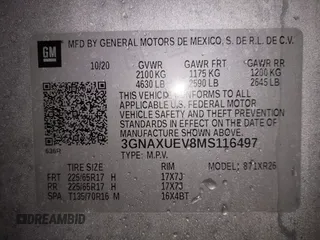 GM
MFD BY GENERAL MOTORS DE MEXICO, S. DE R.L. DE C.V.
10/20 GVWR GAWR FRT GAWR RR
2100 KG 1175 KG 1200 KG
4630 LB 2590 LB 2645 LB
THIS VEHICLE CONFORMS TO ALL
APPLICABLE U.S. FEDERAL MOTOR
VEHICLE SAFETY AND THEFT
PREVENTION STANDARDS IN EFFECT
ON THE DATE OF MANUFACTURE
SHOWN ABOVE.
3GNAXUEV8MS116497
TYPE: M.P.V. MODEL: 871XR26
TIRE SIZE RIM
FRT 225/65R17 H 17X7J
RR 225/65R17 H 17X7J
SPA T135/70R16 M 16X4BT
AUTOBIDMASTER